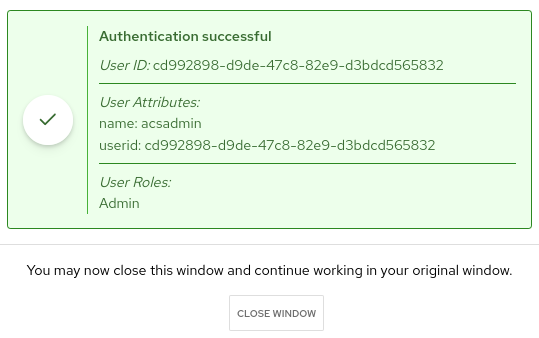 Authentication successful
User ID: cd992898-d9de-47c8-82e9-d3bdcd565832
User Attributes:
name: acsadmin
userid: cd992898-d9de-47c8-82e9-d3bdcd565832
User Roles:
Admin
You may now close this window and continue working in your original window.
CLOSE WINDOW